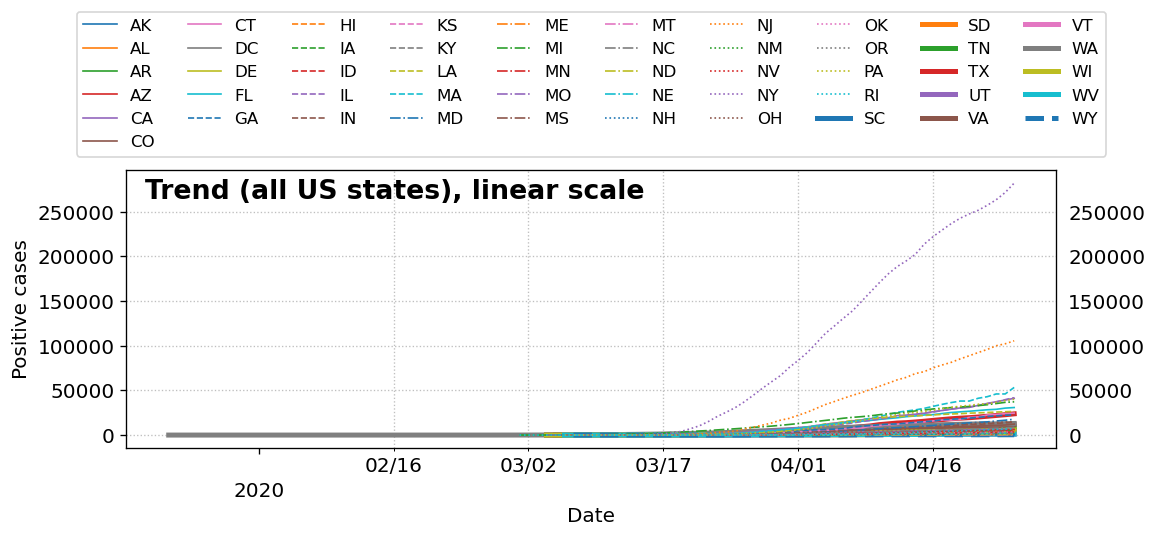 AK CT HI KS ME MT NJ OK SD VT
AL DC IA KY MI NC NM OR TN WA
AR DE ID LA MN ND NV PA TX WI
AZ FL IL MA MO NE NY RI UT WV
CA GA IN MD MS NH OH SC VA WY
CO
Trend (all US states), linear scale
250000 250000
200000 200000
150000 150000
100000 100000
50000 50000
0 0
Positive cases
02/16 03/02 03/17 04/01 04/16
2020
Date